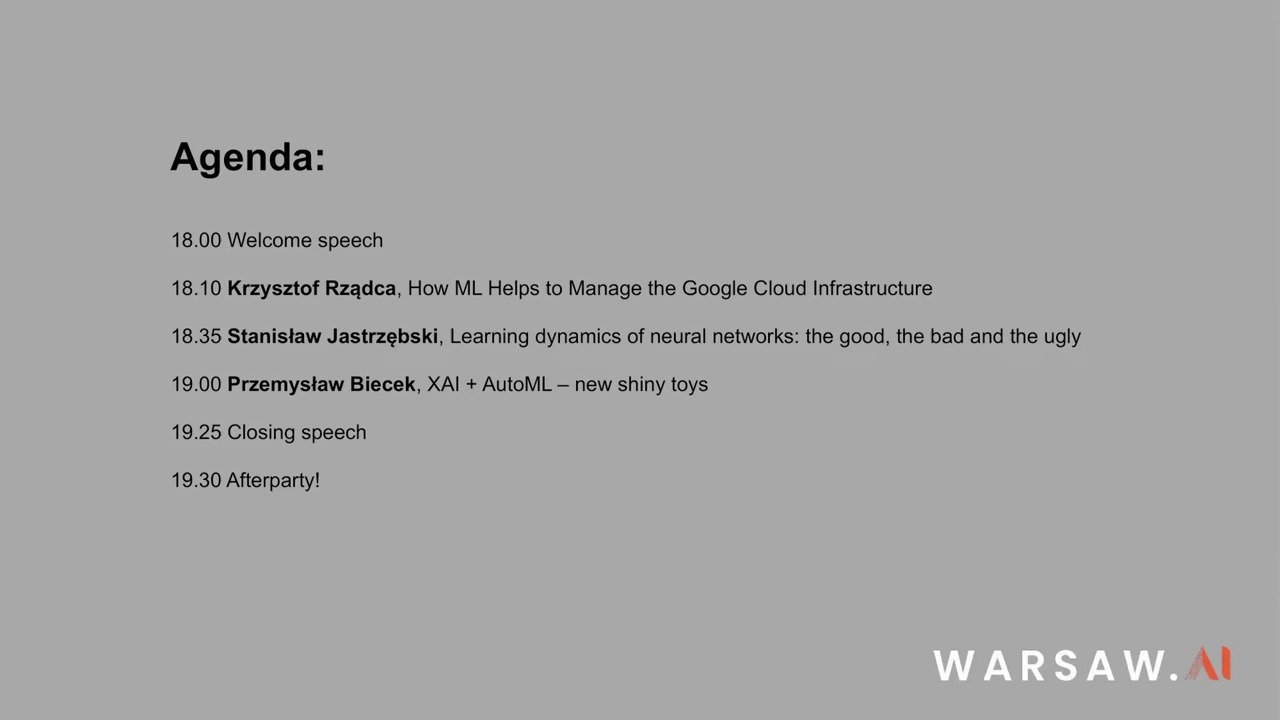 Agenda:
18.00 Welcome speech
18.10 Krzysztof Rządca, How ML Helps to Manage the Google Cloud Infrastructure
18.35 Stanisław Jastrzębski, Learning dynamics of neural networks: the good, the bad and the ugly
19.00 Przemysław Biecek, XAI + AutoML – new shiny toys
19.25 Closing speech
19.30 Afterparty!
WARSAW.AI